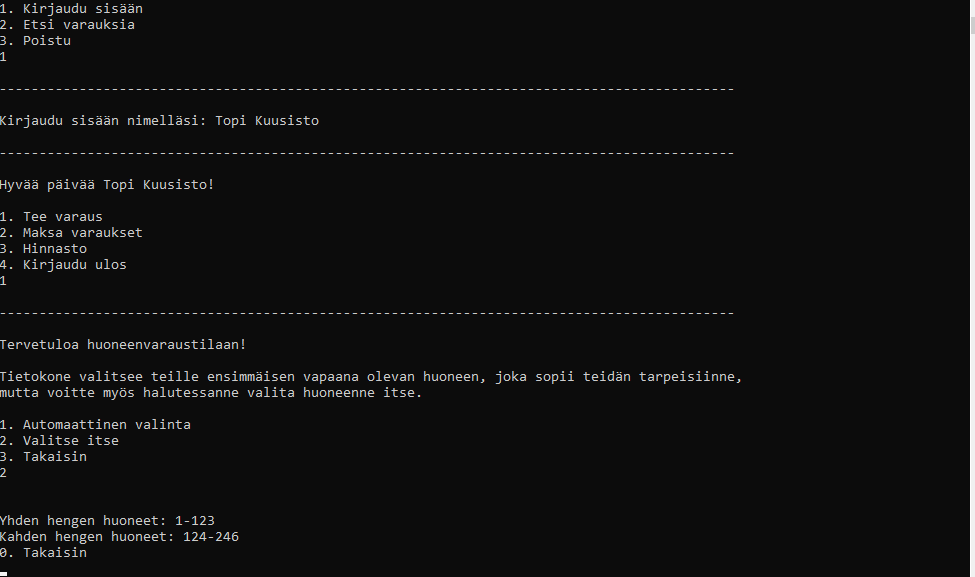 1. Kirjaudu sisään
2. Etsi varauksia
3. Poistu
1
--------------------------------------------------------------------------------------------
Kirjaudu sisään nimelläsi: Topi Kuusisto
--------------------------------------------------------------------------------------------
Hyvää päivää Topi Kuusisto!
1. Tee varaus
2. Maksa varaukset
3. Hinnasto
4. Kirjaudu ulos
1
--------------------------------------------------------------------------------------------
Tervetuloa huoneenvaraustilaan!
Tietokone valitsee teille ensimmäisen vapaana olevan huoneen, joka sopii teidän tarpeisiinne,
mutta voitte myös halutessanne valita huoneenne itse.
1. Automaattinen valinta
2. Valitse itse
3. Takaisin
2
Yhden hengen huoneet: 1-123
Kahden hengen huoneet: 124-246
0. Takaisin